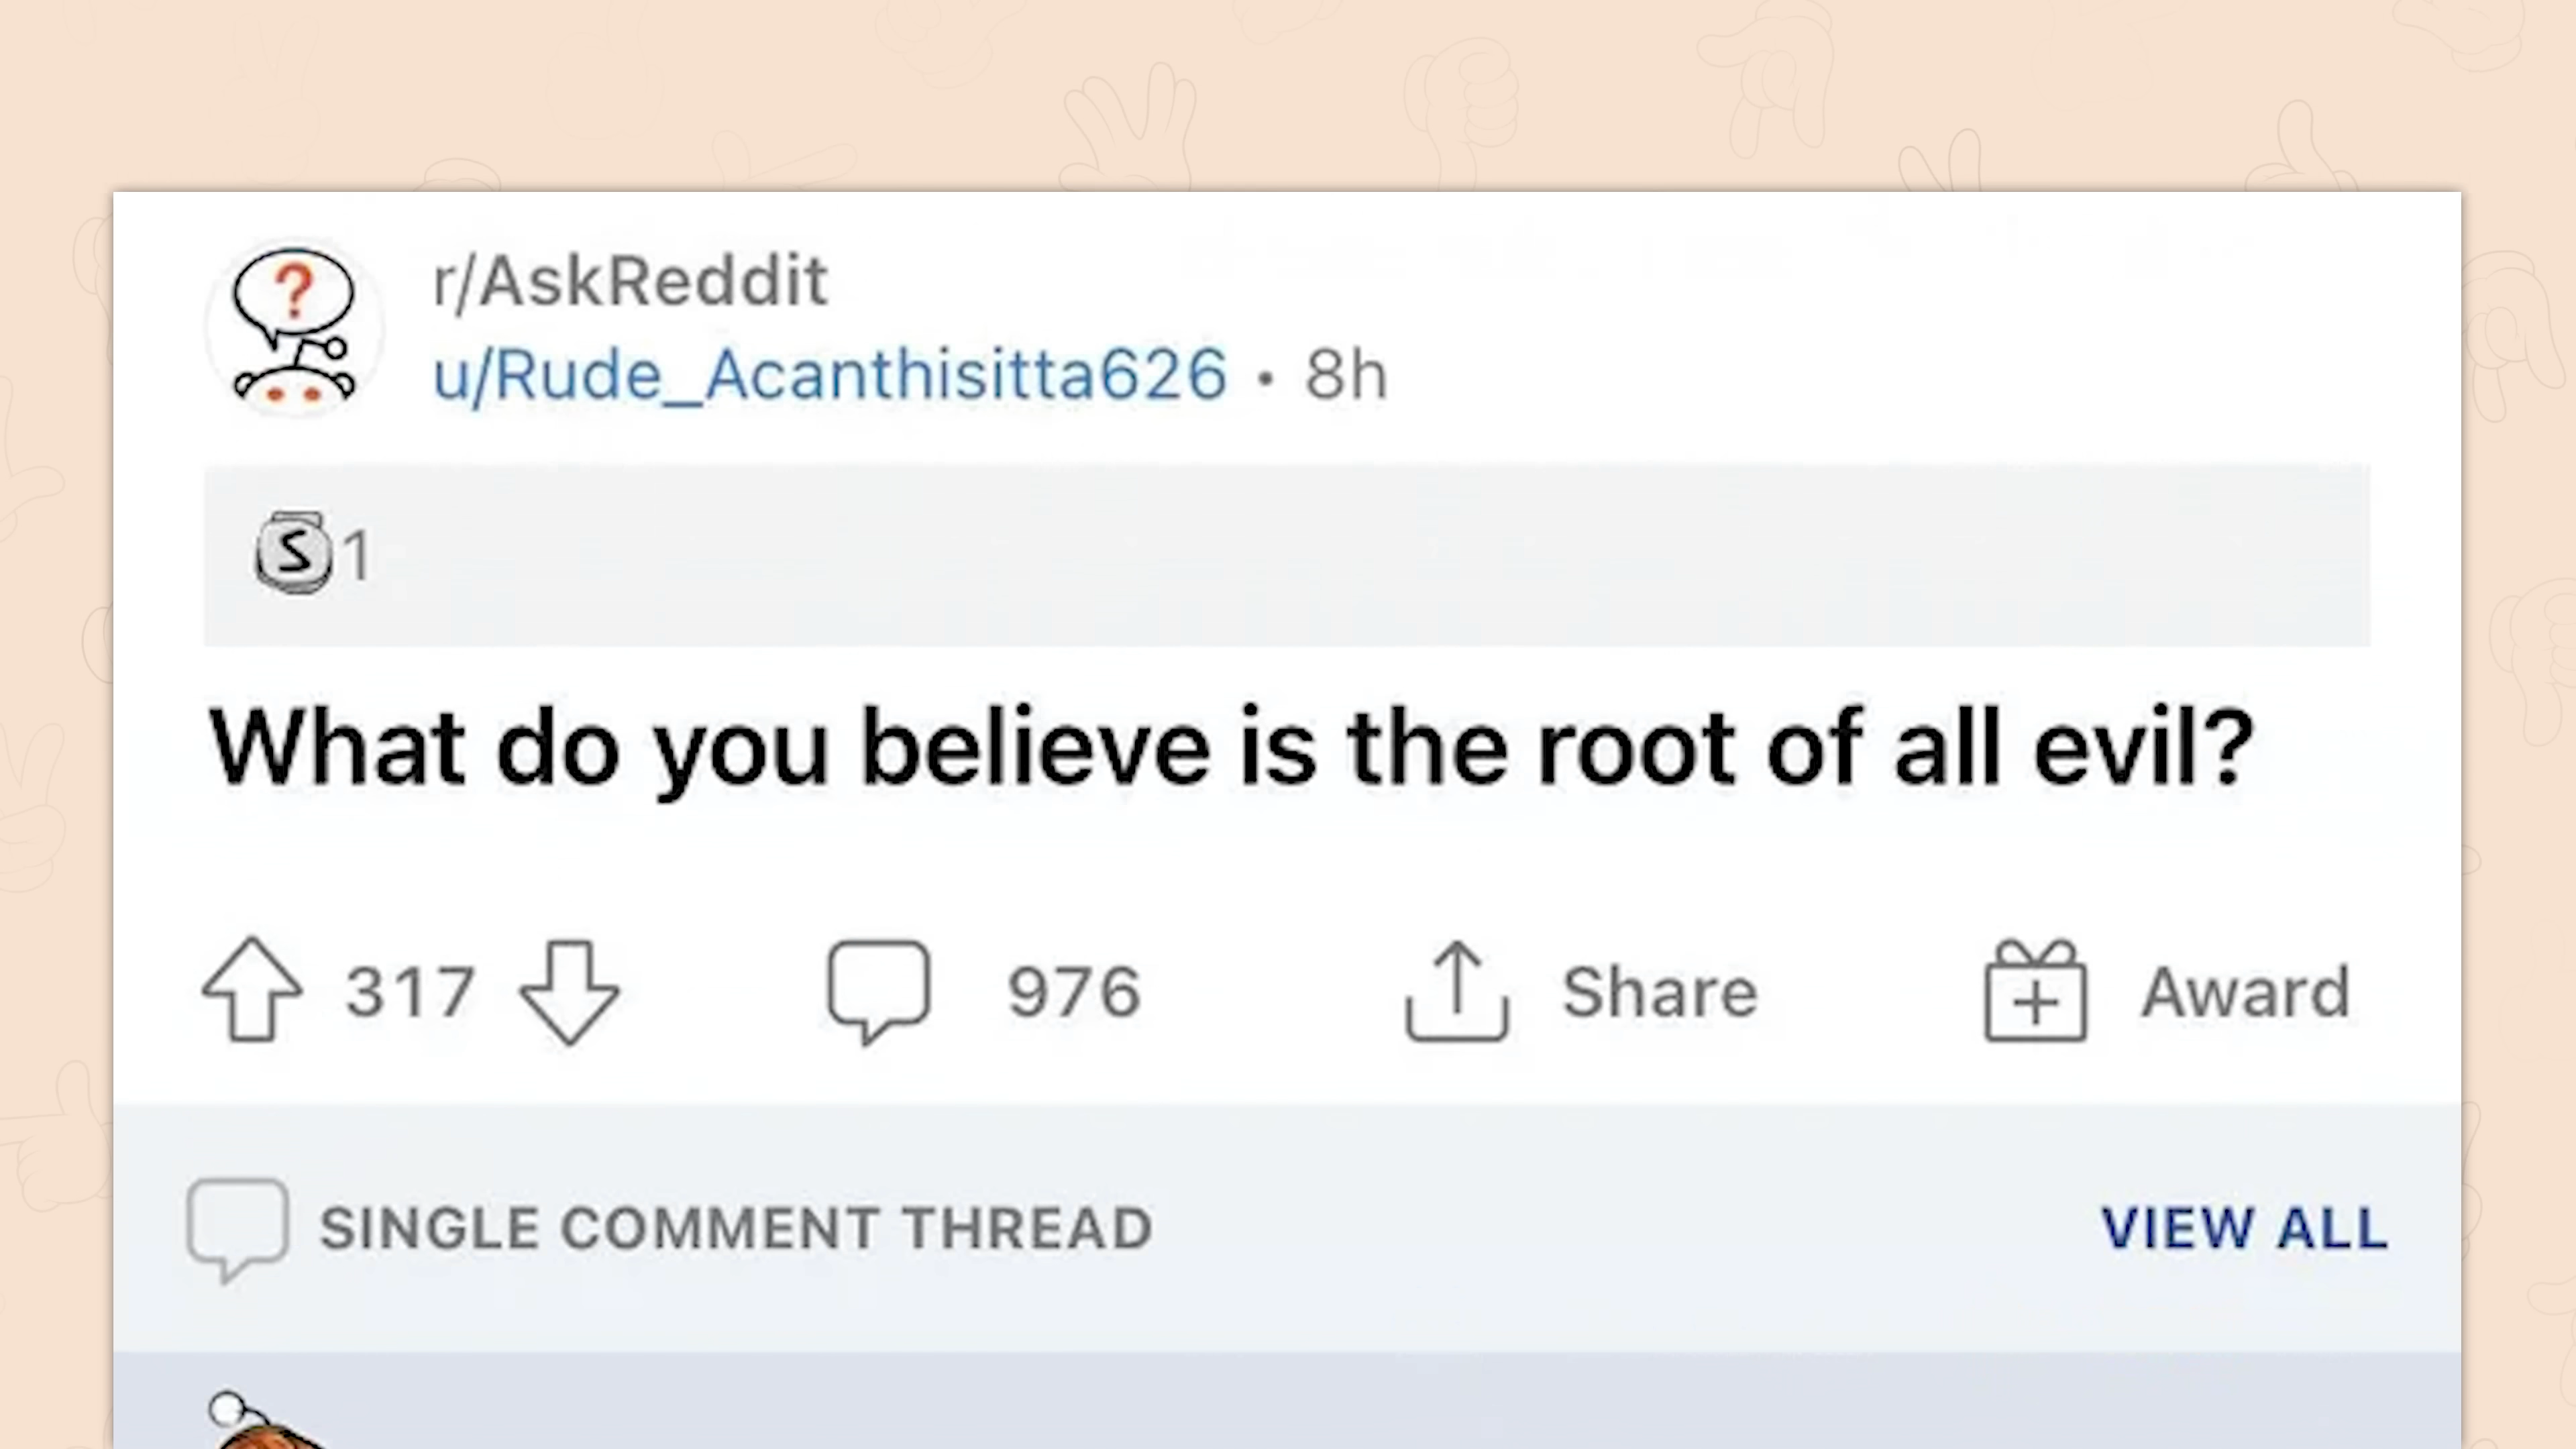 ?
r/AskReddit
u/Rude_Acanthisitta626 • 8h
S 1
What do you believe is the root of all evil?
317
976
Share
Award
SINGLE COMMENT THREAD
VIEW ALL